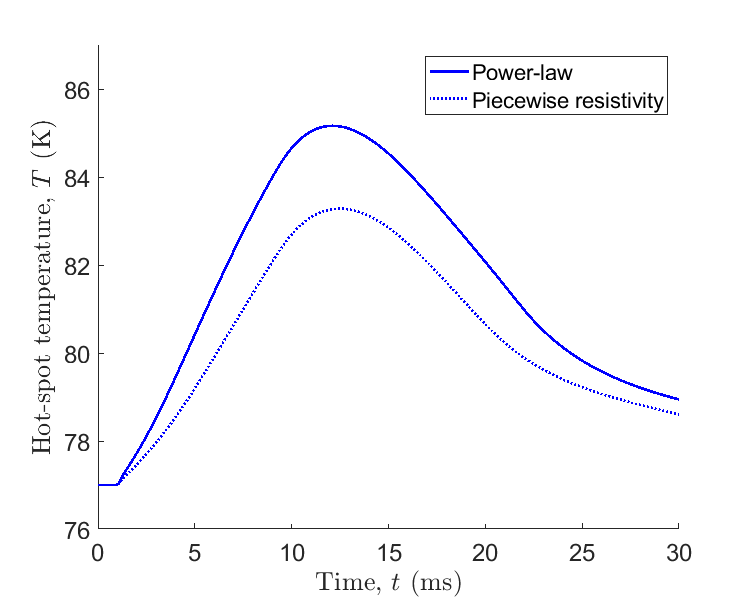 Power-law
Piecewise resistivity
86
84
82
80
78
76
Hot-spot temperature, T (K)
0 5 10 15 20 25 30
Time, t (ms)